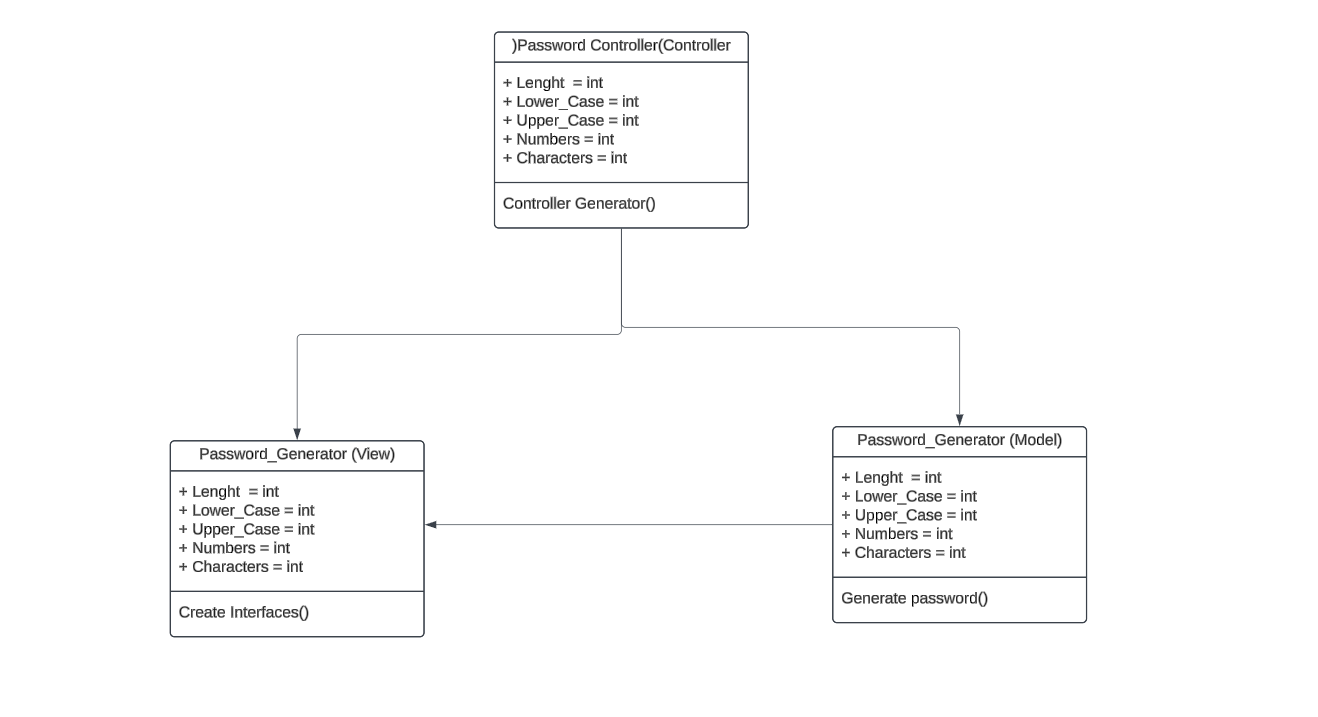 )Password Controller(Controller
+ Lenght  = int
+ Lower_Case = int
+ Upper_Case = int
+ Numbers = int
+ Characters = int
Controller Generator()
Password_Generator (View)
+ Lenght  = int
+ Lower_Case = int
+ Upper_Case = int
+ Numbers = int
+ Characters = int
Create Interfaces()
Password_Generator (Model)
+ Lenght  = int
+ Lower_Case = int
+ Upper_Case = int
+ Numbers = int
+ Characters = int
Generate password()